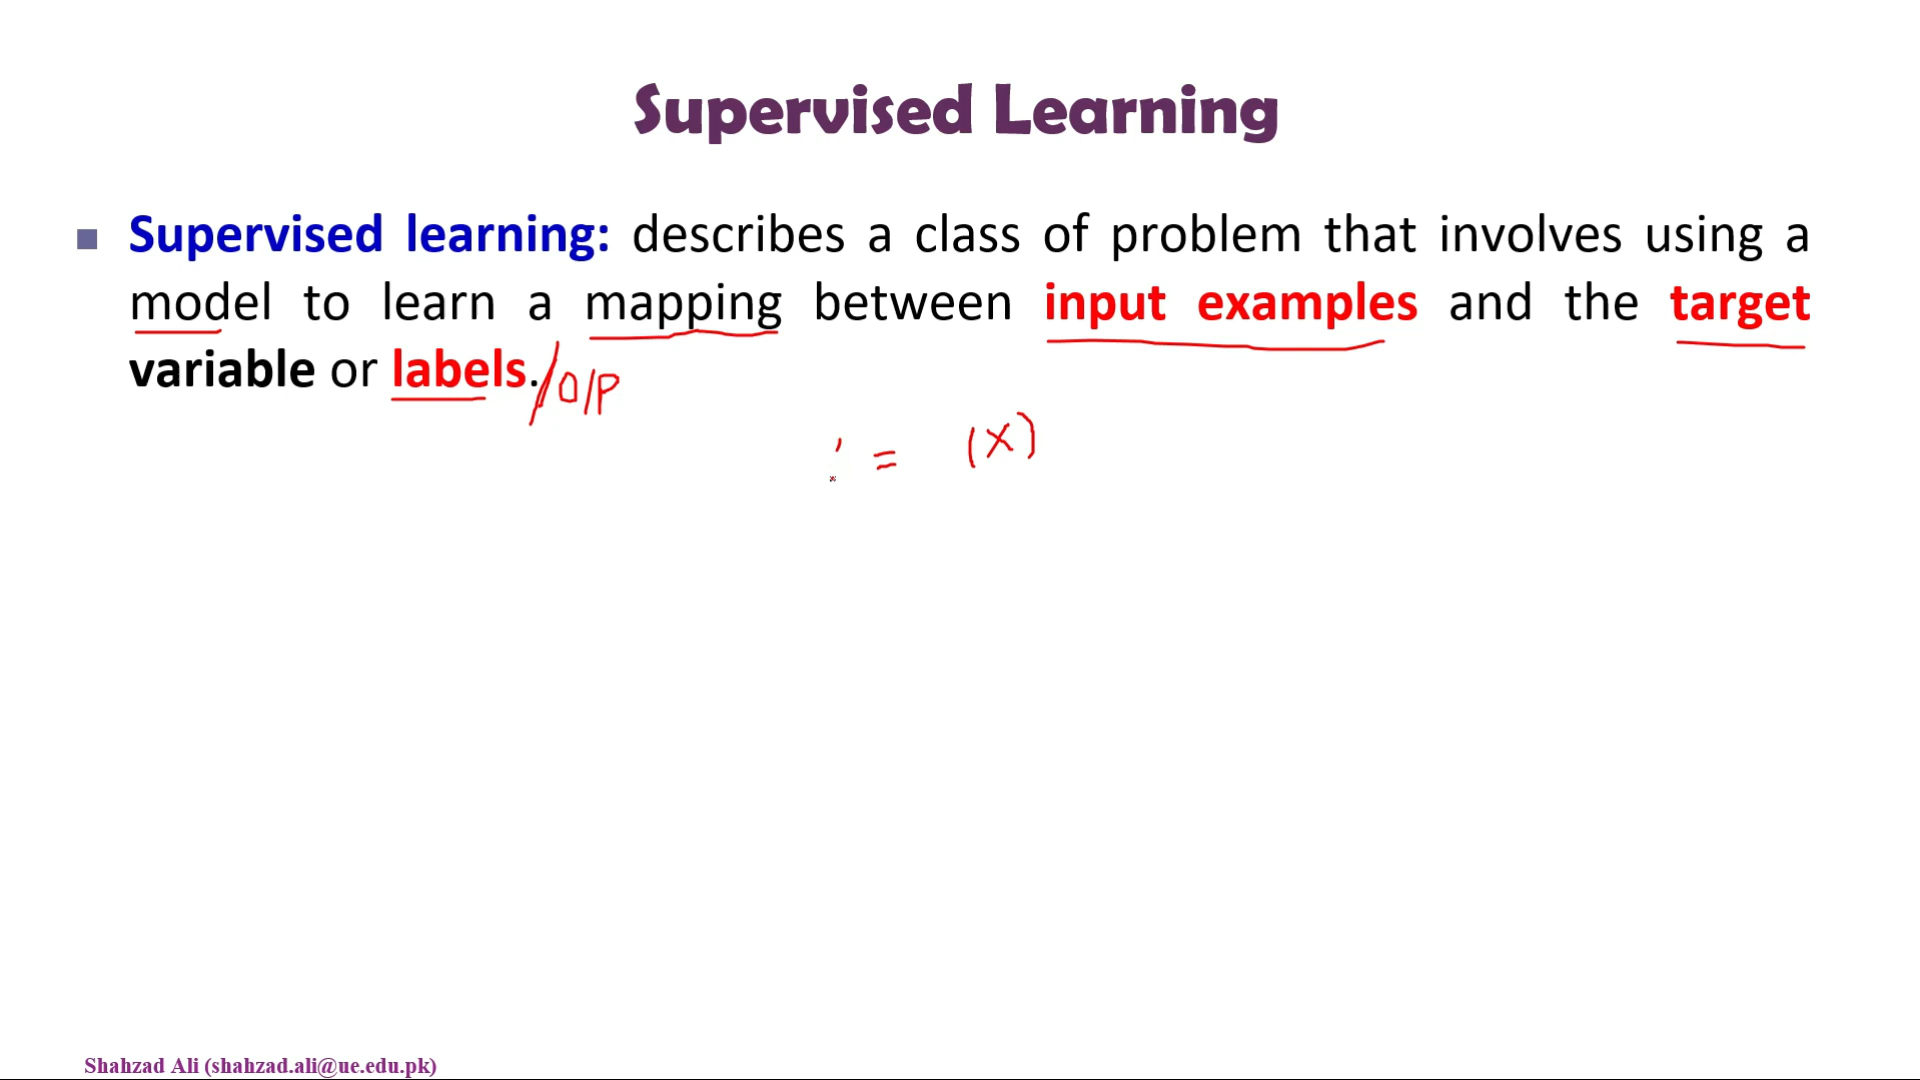 Supervised Learning
Supervised learning: describes a class of problem that involves using a
model to learn a mapping between input examples and the target
variable or labels. / O/P
= (X)
Shahzad Ali (shahzad.ali@ue.edu.pk)